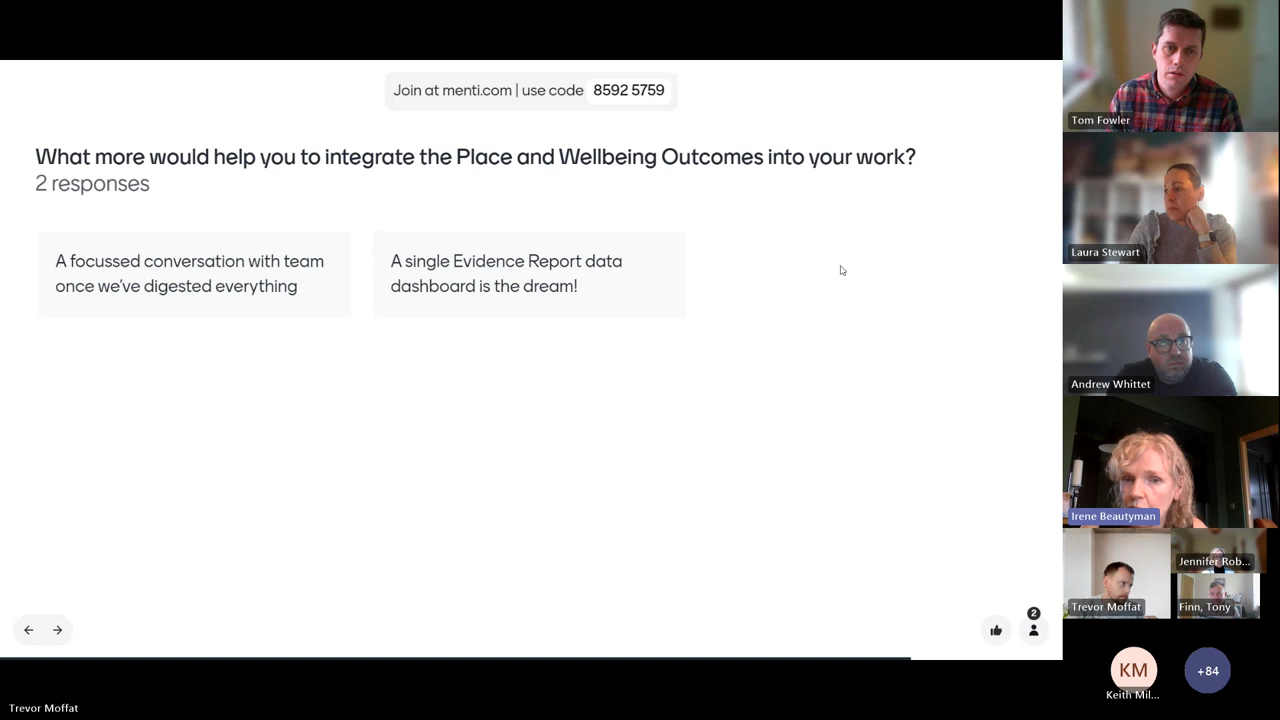 Join at menti.com | use code 8592 5759
What more would help you to integrate the Place and Wellbeing Outcomes into your work?
2 responses
A focussed conversation with team
once we've digested everything
A single Evidence Report data
dashboard is the dream!
2
Trevor Moffat
Tom Fowler
Laura Stewart
Andrew Whittet
Irene Beautyman
Trevor Moffat
Jennifer Rob...
Finn, Tony
KM
Keith Mil...
+84